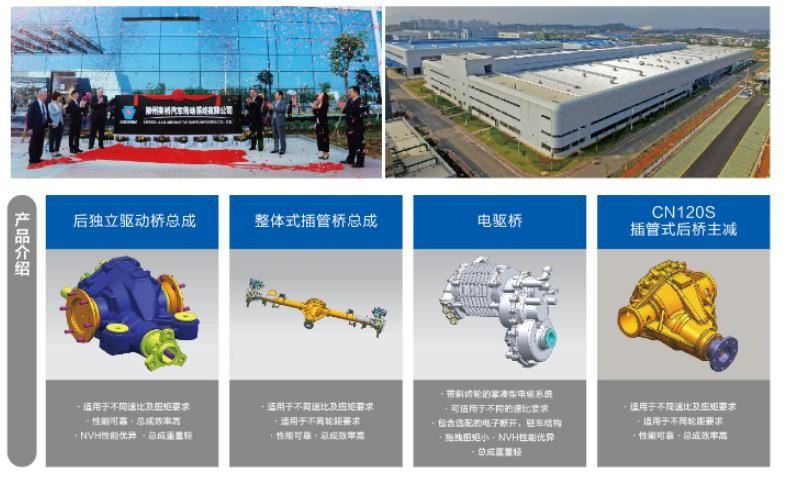 柳州美桥汽车传动系统有限公司
产品介绍
后独立驱动桥总成
· 适用于不同速比及扭矩要求
· 性能可靠 · 总成效率高
· NVH性能优异 · 总成重量轻
整体式插管桥总成
· 适用于不同速比及扭矩要求
· 适用于不同轮距要求
· 性能可靠 · 总成效率高
电驱桥
· 带斜齿轮的紧凑型电驱系统
· 可适用于不同的速比要求
· 包含选配的电子断开，驻车结构
· 拖拽扭矩小 · NVH性能优异
· 总成重量轻
CN120S
插管式后桥主减
· 适用于不同速比及扭矩要求
· 适用于不同轮距要求
· 性能可靠 · 总成效率高